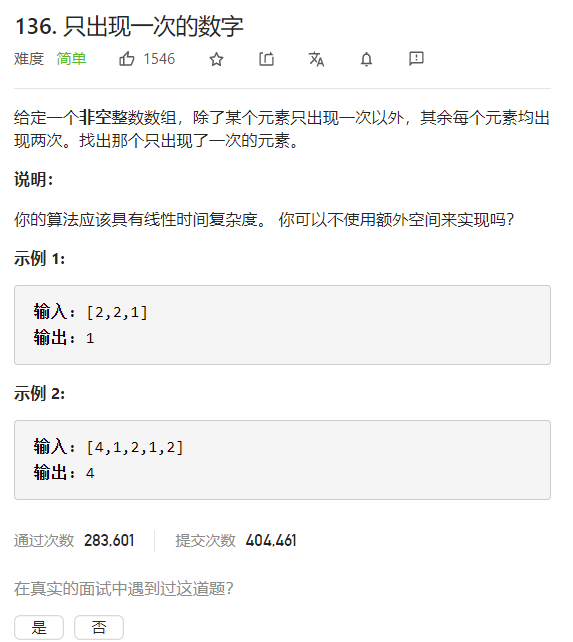 136. 只出现一次的数字
难度 简单 1546
给定一个非空整数数组，除了某个元素只出现一次以外，其余每个元素均出
现两次。找出那个只出现了一次的元素。
说明：
你的算法应该具有线性时间复杂度。 你可以不使用额外空间来实现吗？
示例 1:
输入: [2,2,1]
输出: 1
示例 2:
输入: [4,1,2,1,2]
输出: 4
通过次数 283,601 提交次数 404,461
在真实的面试中遇到过这道题？
是 否